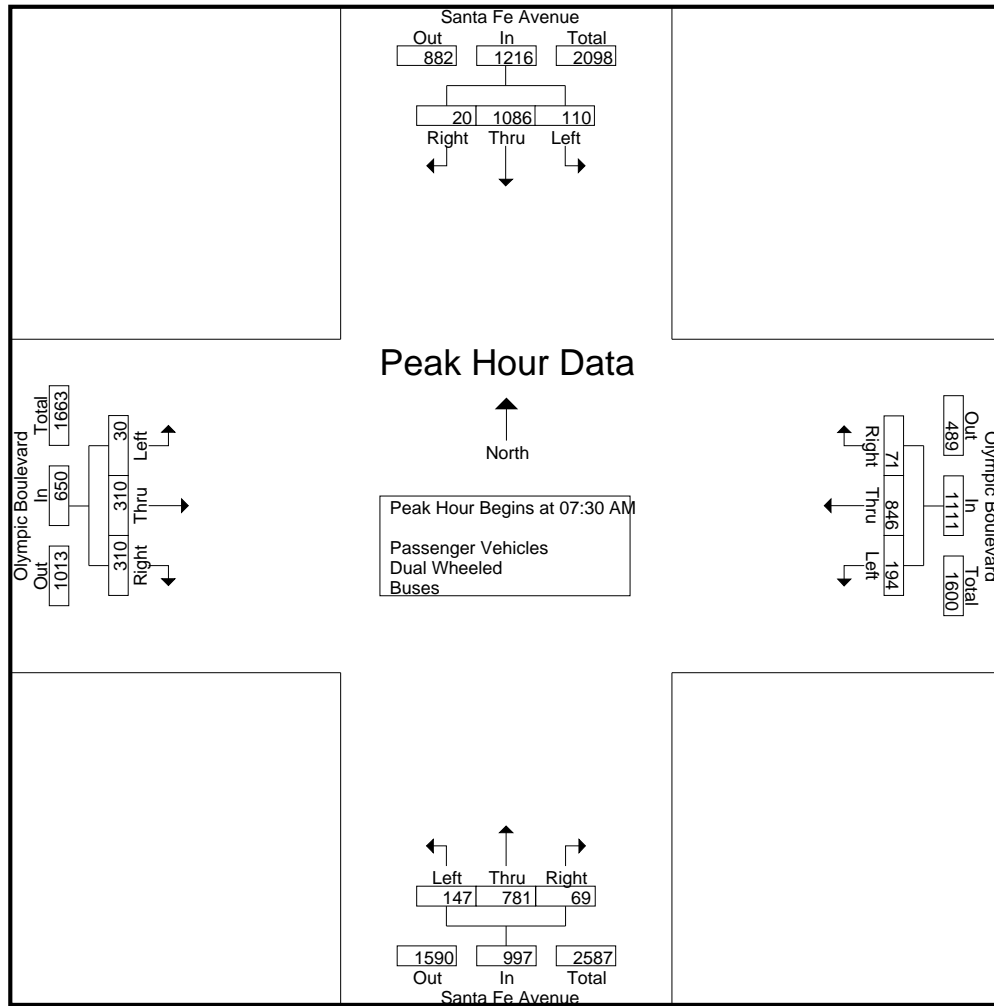 Santa Fe Avenue
Out In Total
882 1216 2098
20 1086 110
Right Thru Left
Peak Hour Data
North
Peak Hour Begins at 07:30 AM
Passenger Vehicles
Dual Wheeled
Buses
Olympic Boulevard
Out In Total
1013 650 1663
310 310 30
Right Thru Left
Olympic Boulevard
Out In Total
489 1111 1600
71 846 194
Right Thru Left
Left Thru Right
147 781 69
1590 997 2587
Out In Total
Santa Fe Avenue